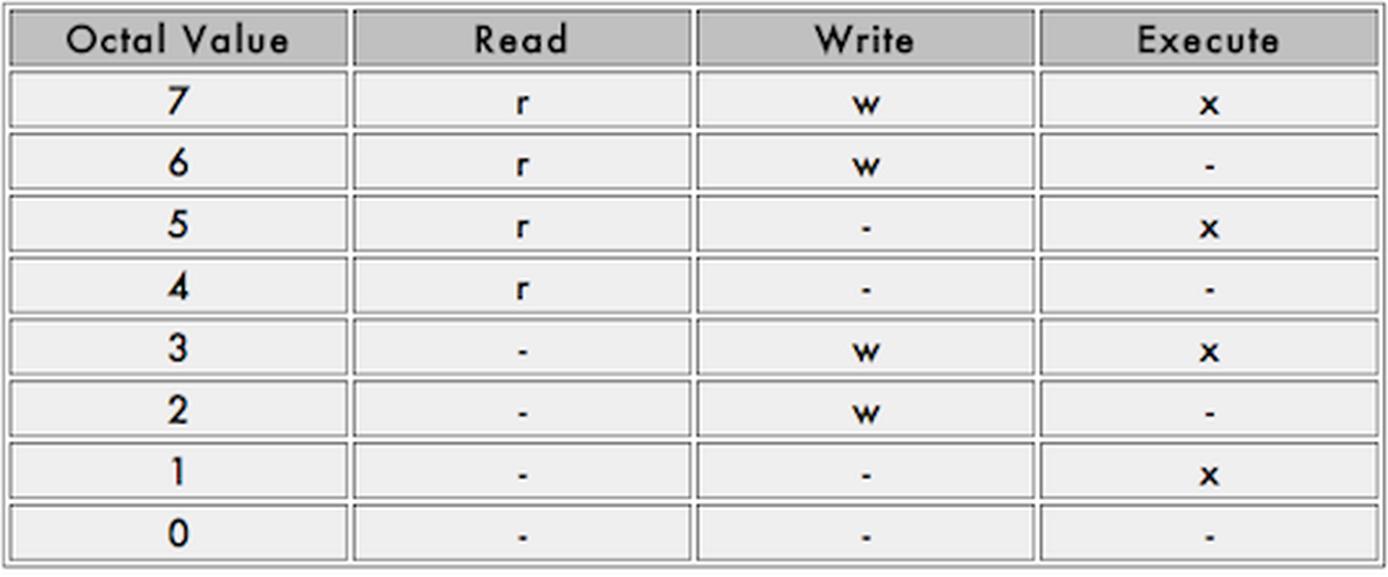 Octal Value Read Write Execute
7 r w x
6 r w -
5 r - x
4 r - -
3 - w x
2 - w -
1 - - x
0 - - -